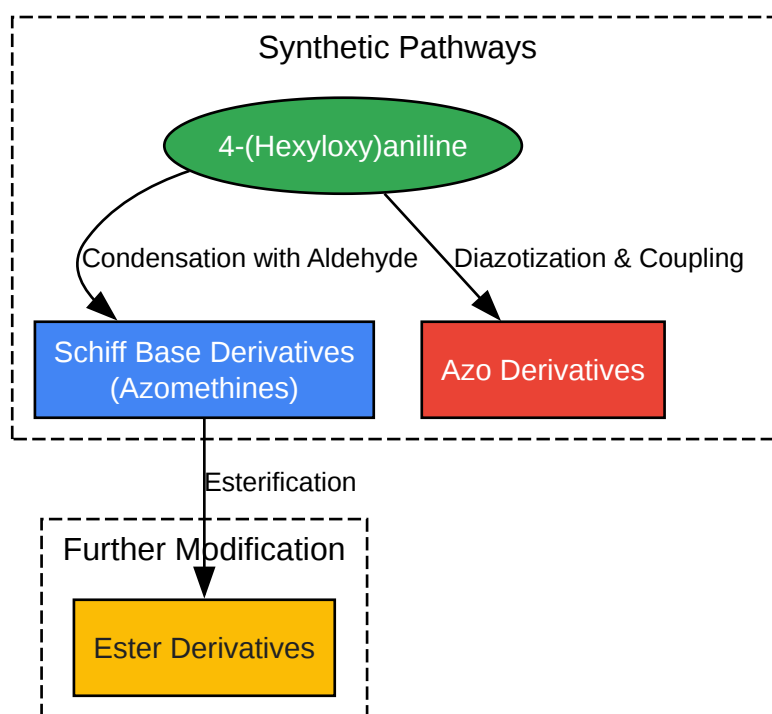 Synthetic Pathways
4-(Hexyloxy)aniline
Condensation with Aldehyde
Diazotization & Coupling
Schiff Base Derivatives
(Azomethines)
Azo Derivatives
Esterification
Further Modification
Ester Derivatives